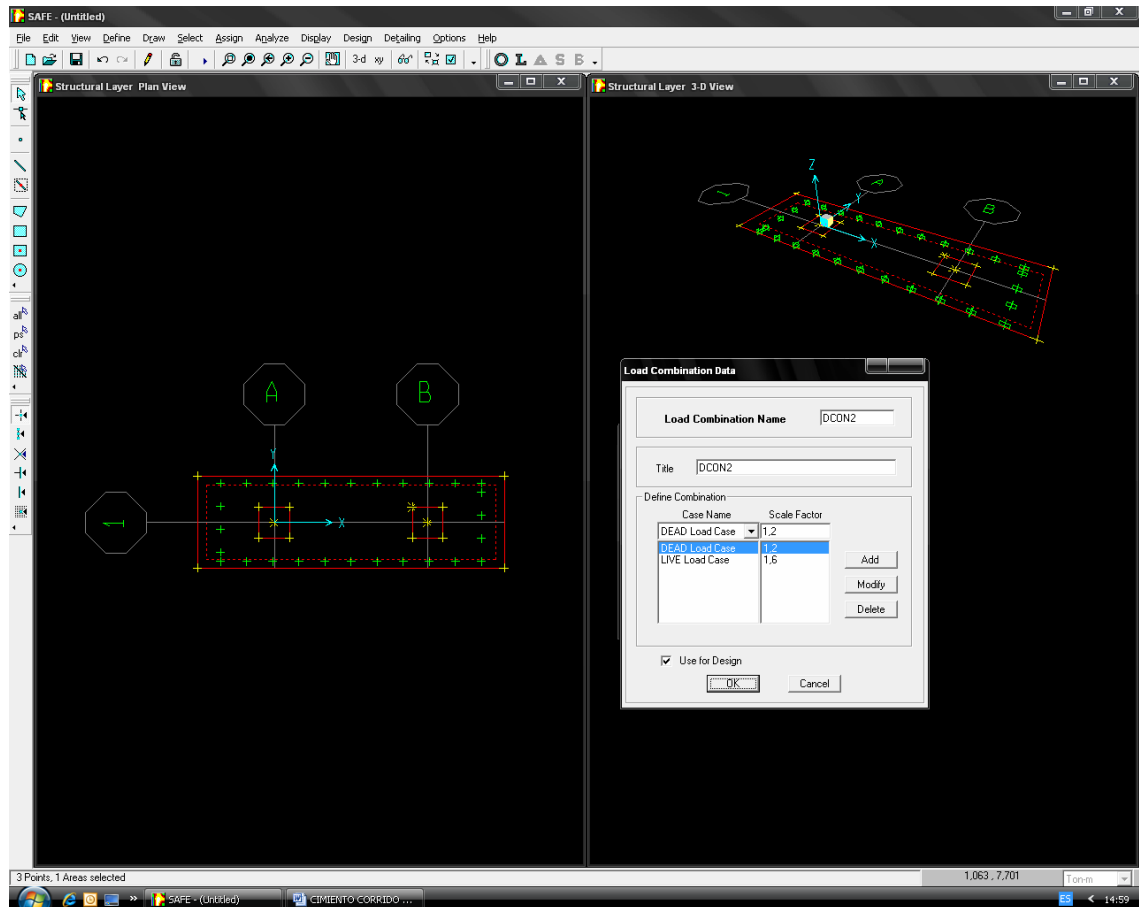 SAFE - (Untitled)
File Edit View Define Draw Select Assign Analyze Display Design Detailing Options Help
3-d xy
O I. A S B
Structural Layer Plan View
Structural Layer 3-D View
all
ps
clr
A
B
1
Y
X
Z
Y
X
A
B
1
Load Combination Data
Load Combination Name DCON2
Title DCON2
Define Combination
Case Name Scale Factor
DEAD Load Case 1,2
DEAD Load Case 1,2
LIVE Load Case 1,6
Add
Modify
Delete
Use for Design
OK Cancel
3 Points, 1 Areas selected 1,063 , 7,701 Ton-m
SAFE - (Untitled) CIMIENTO CORRIDO ... ES 14:59